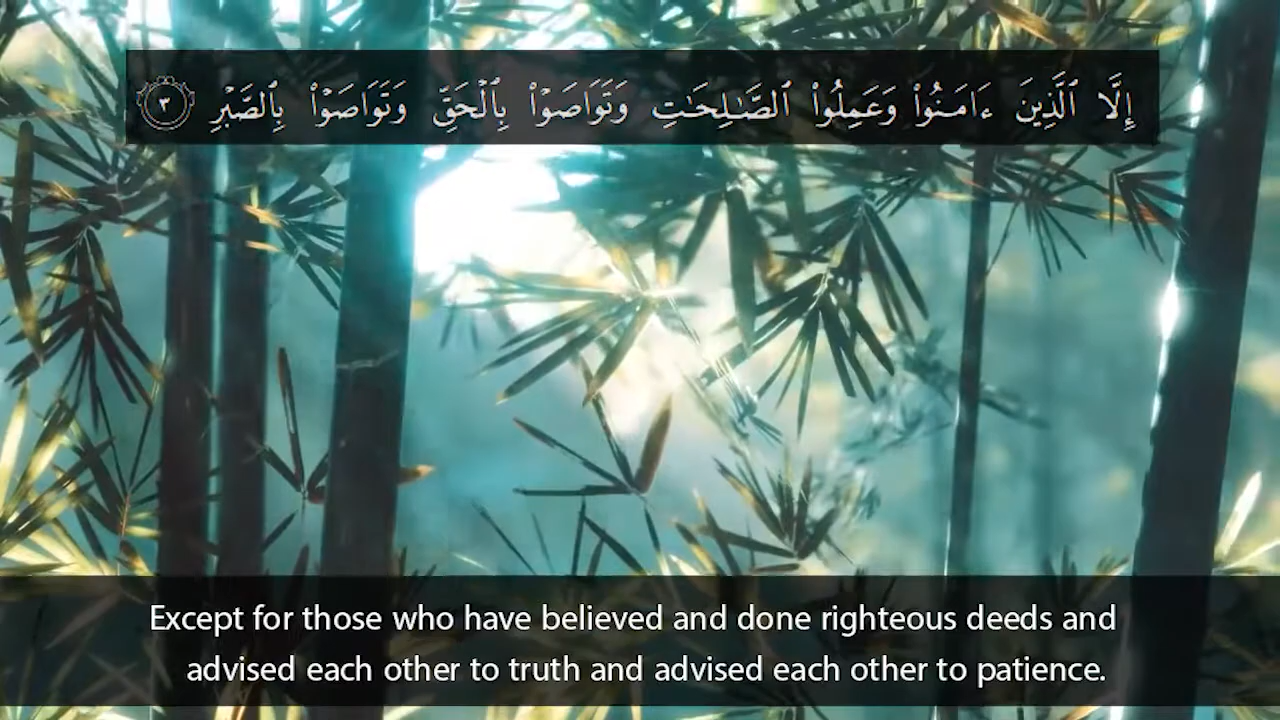 إِلَّا ٱلَّذِينَ ءَامَنُوا۟ وَعَمِلُوا۟ ٱلصَّـٰلِحَـٰتِ وَتَوَاصَوْا۟ بِٱلْحَقِّ وَتَوَاصَوْا۟ بِٱلصَّبْرِ ٣
Except for those who have believed and done righteous deeds and
advised each other to truth and advised each other to patience.